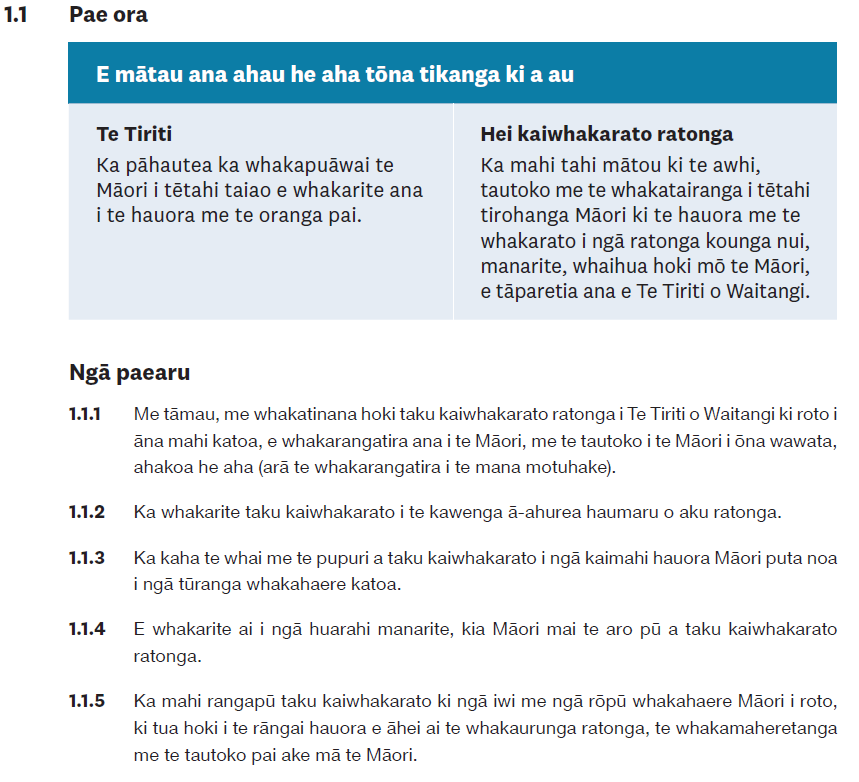 1.1 Pae ora
E mātau ana ahau he aha tōna tikanga ki a au
Te Tiriti
Ka pāhautea ka whakapuāwai te
Māori i tētahi taiao e whakarite ana
i te hauora me te oranga pai.
Hei kaiwhakarato ratonga
Ka mahi tahi mātou ki te awhi,
tautoko me te whakatairanga i tētahi
tirohanga Māori ki te hauora me te
whakarato i ngā ratonga kounga nui,
manarite, whaihua hoki mō te Māori,
e tāparetia ana e Te Tiriti o Waitangi.
Ngā paearu
1.1.1 Me tāmau, me whakatinana hoki taku kaiwhakarato ratonga i Te Tiriti o Waitangi ki roto i
āna mahi katoa, e whakarangatira ana i te Māori, me te tautoko i te Māori i ōna wawata,
ahakoa he aha (arā te whakarangatira i te mana motuhake).
1.1.2 Ka whakarite taku kaiwhakarato i te kawenga ā-ahurea haumaru o aku ratonga.
1.1.3 Ka kaha te whai me te pupuri a taku kaiwhakarato i ngā kaimahi hauora Māori puta noa
i ngā tūranga whakahaere katoa.
1.1.4 E whakarite ai i ngā huarahi manarite, kia Māori mai te aro pū a taku kaiwhakarato
ratonga.
1.1.5 Ka mahi rangapū taku kaiwhakarato ki ngā iwi me ngā rōpū whakahaere Māori i roto,
ki tua hoki i te rāngai hauora e āhei ai te whakaurunga ratonga, te whakamaheretanga
me te tautoko pai ake mā te Māori.